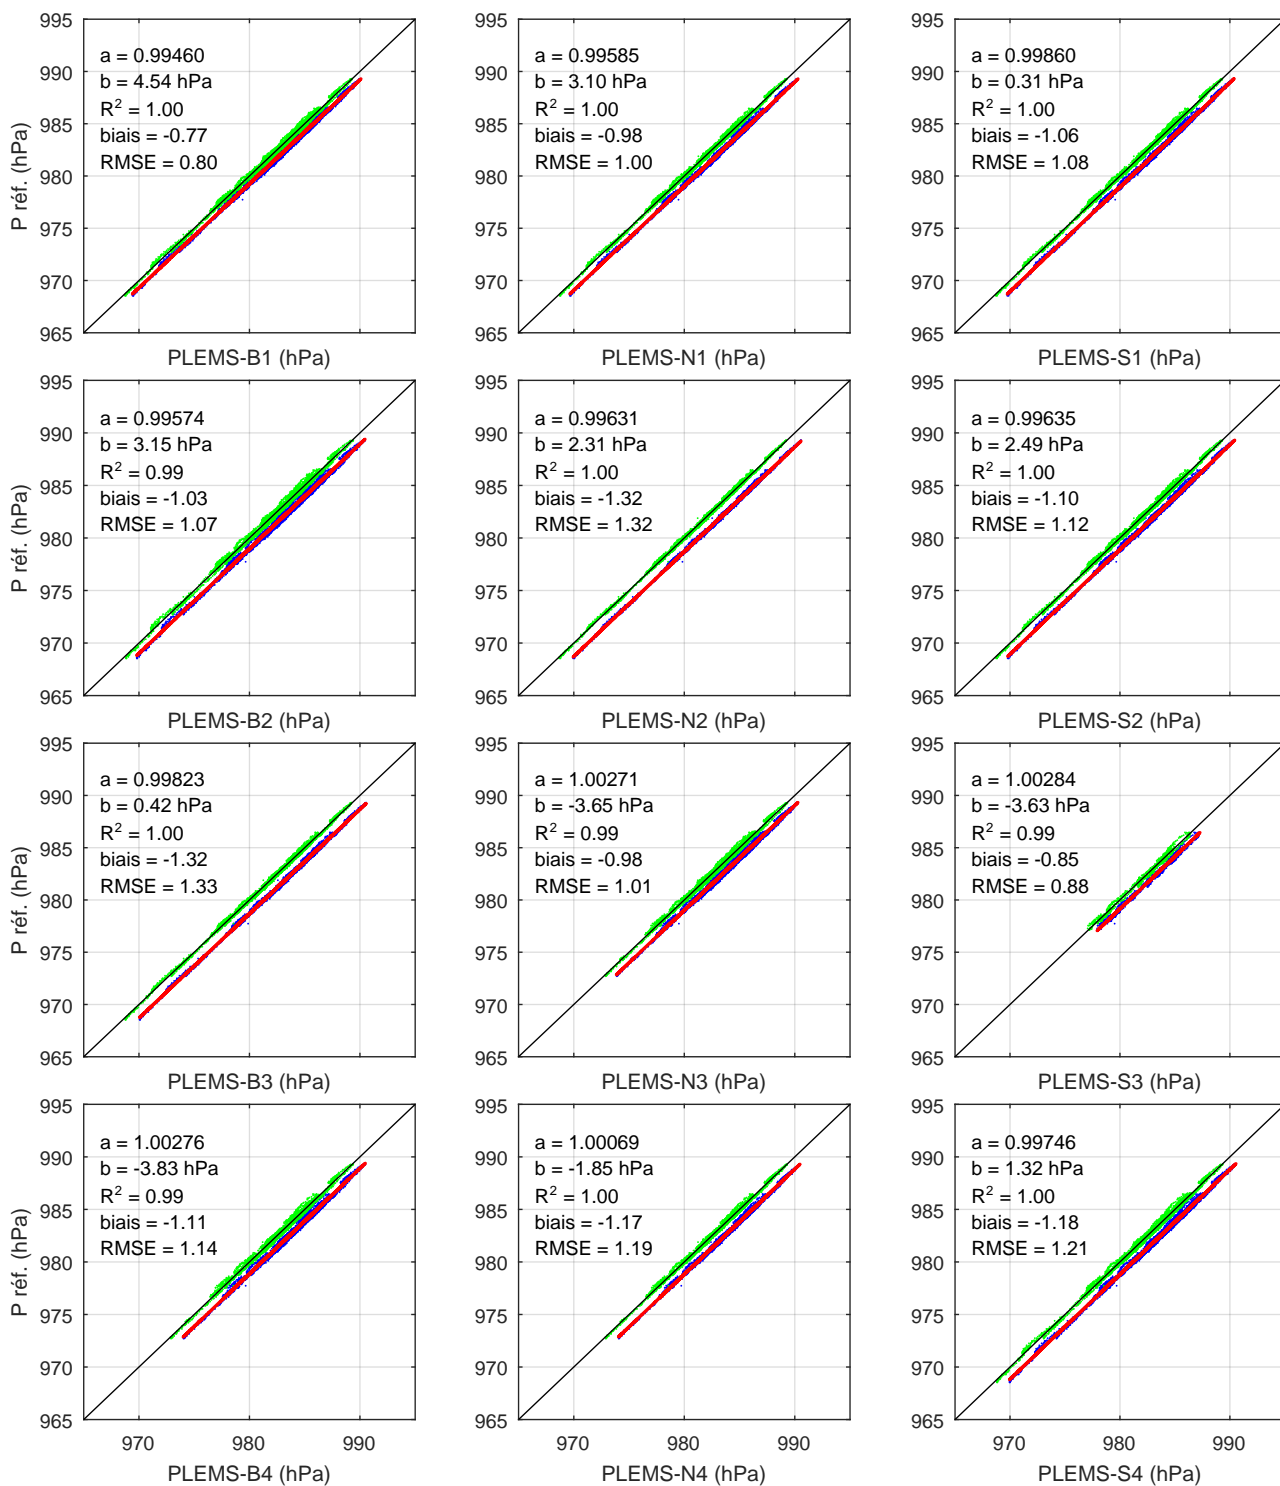 995
990
985
980
975
970
965
P réf. (hPa)
a = 0.99460
b = 4.54 hPa
R² = 1.00
biais = -0.77
RMSE = 0.80
PLEMS-B1 (hPa)
995
990
985
980
975
970
965
a = 0.99585
b = 3.10 hPa
R² = 1.00
biais = -0.98
RMSE = 1.00
PLEMS-N1 (hPa)
995
990
985
980
975
970
965
a = 0.99860
b = 0.31 hPa
R² = 1.00
biais = -1.06
RMSE = 1.08
PLEMS-S1 (hPa)
995
990
985
980
975
970
965
P réf. (hPa)
a = 0.99574
b = 3.15 hPa
R² = 0.99
biais = -1.03
RMSE = 1.07
PLEMS-B2 (hPa)
995
990
985
980
975
970
965
a = 0.99631
b = 2.31 hPa
R² = 1.00
biais = -1.32
RMSE = 1.32
PLEMS-N2 (hPa)
995
990
985
980
975
970
965
a = 0.99635
b = 2.49 hPa
R² = 1.00
biais = -1.10
RMSE = 1.12
PLEMS-S2 (hPa)
995
990
985
980
975
970
965
P réf. (hPa)
a = 0.99823
b = 0.42 hPa
R² = 1.00
biais = -1.32
RMSE = 1.33
PLEMS-B3 (hPa)
995
990
985
980
975
970
965
a = 1.00271
b = -3.65 hPa
R² = 0.99
biais = -0.98
RMSE = 1.01
PLEMS-N3 (hPa)
995
990
985
980
975
970
965
a = 1.00284
b = -3.63 hPa
R² = 0.99
biais = -0.85
RMSE = 0.88
PLEMS-S3 (hPa)
995
990
985
980
975
970
965
P réf. (hPa)
a = 1.00276
b = -3.83 hPa
R² = 0.99
biais = -1.11
RMSE = 1.14
970 980 990
PLEMS-B4 (hPa)
995
990
985
980
975
970
965
a = 1.00069
b = -1.85 hPa
R² = 1.00
biais = -1.17
RMSE = 1.19
970 980 990
PLEMS-N4 (hPa)
995
990
985
980
975
970
965
a = 0.99746
b = 1.32 hPa
R² = 1.00
biais = -1.18
RMSE = 1.21
970 980 990
PLEMS-S4 (hPa)